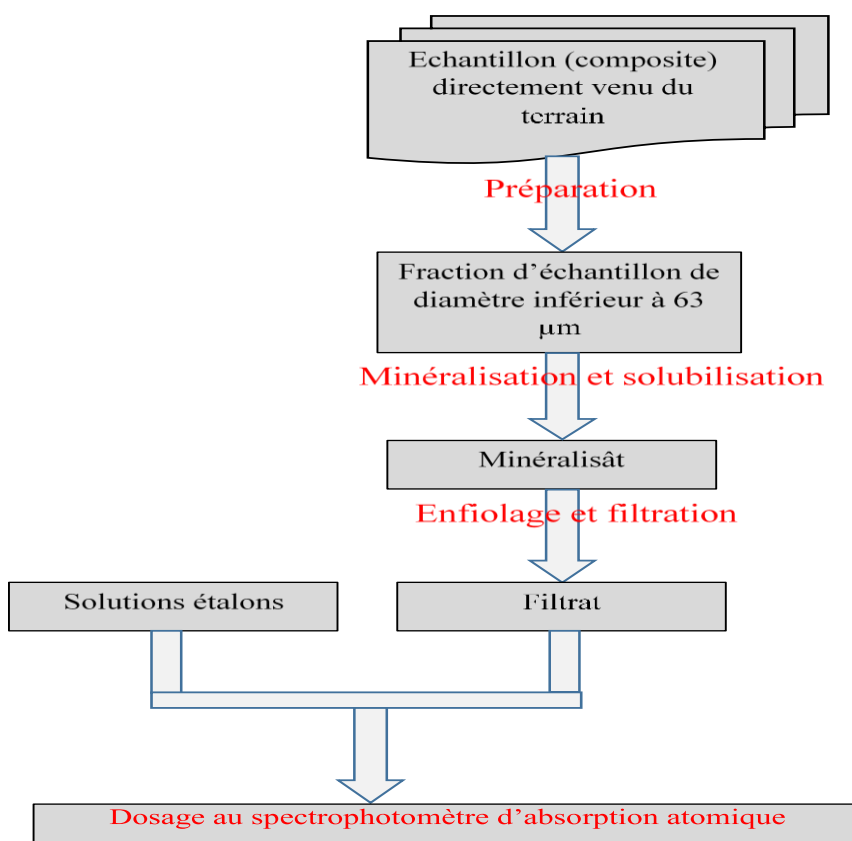 Echantillon (composite)
directement venu du
terrain
Préparation
Fraction d'échantillon de
diamètre inférieur à 63
µm
Minéralisation et solubilisation
Minéralisât
Enfiolage et filtration
Solutions étalons
Filtrat
Dosage au spectrophotomètre d'absorption atomique